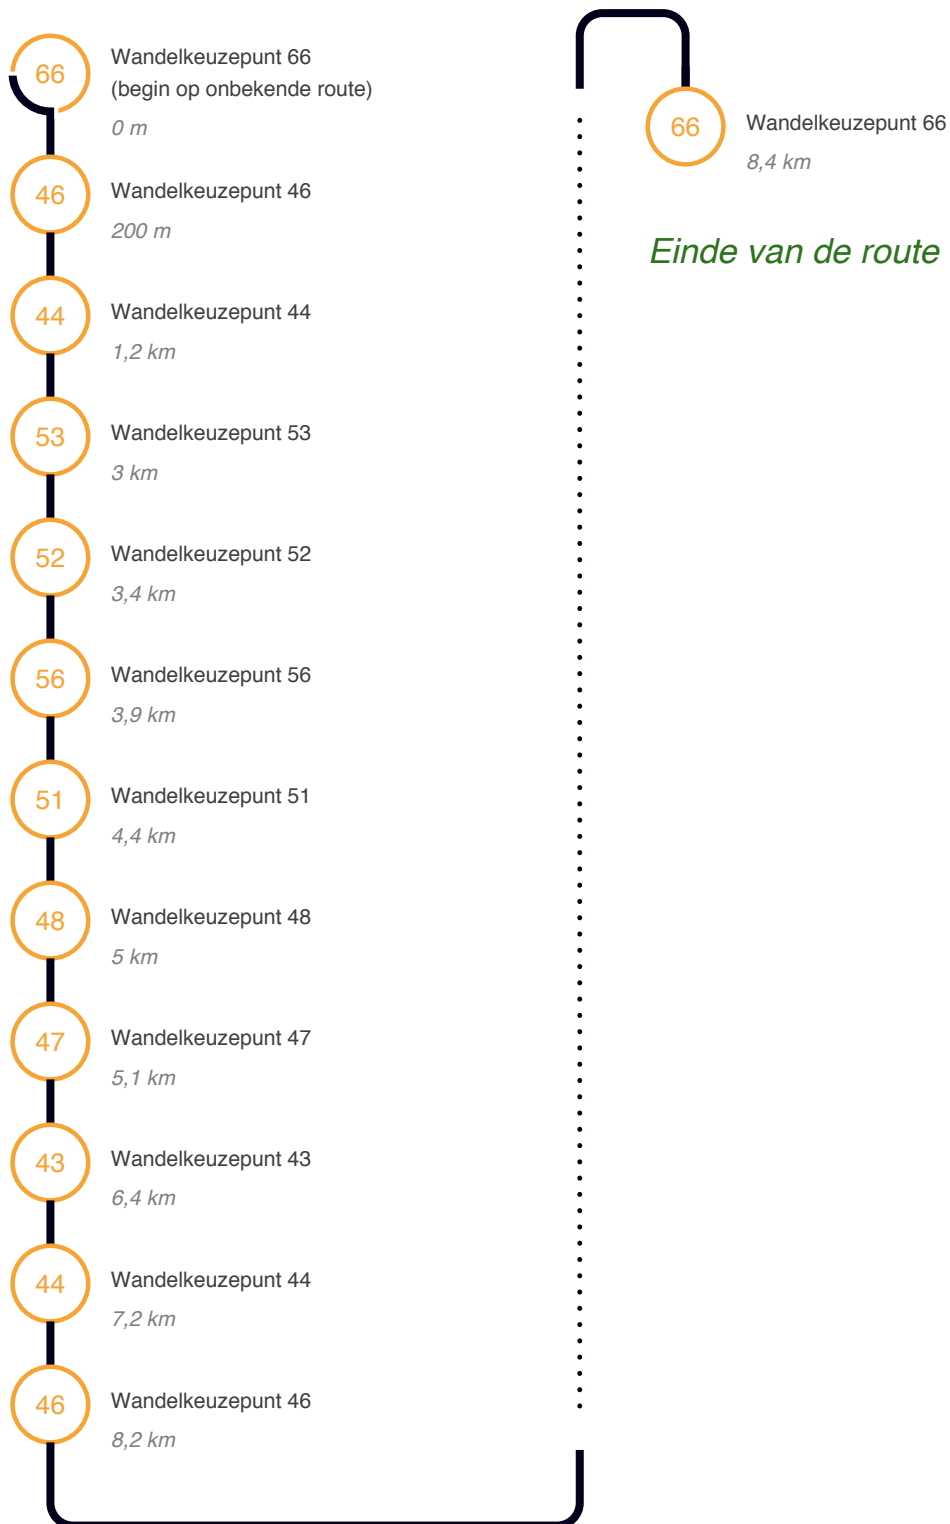 66
Wandelkeuzepunt 66
(begin op onbekende route)
0 m
46
Wandelkeuzepunt 46
200 m
44
Wandelkeuzepunt 44
1,2 km
53
Wandelkeuzepunt 53
3 km
52
Wandelkeuzepunt 52
3,4 km
56
Wandelkeuzepunt 56
3,9 km
51
Wandelkeuzepunt 51
4,4 km
48
Wandelkeuzepunt 48
5 km
47
Wandelkeuzepunt 47
5,1 km
43
Wandelkeuzepunt 43
6,4 km
44
Wandelkeuzepunt 44
7,2 km
46
Wandelkeuzepunt 46
8,2 km
66
Wandelkeuzepunt 66
8,4 km
Einde van de route